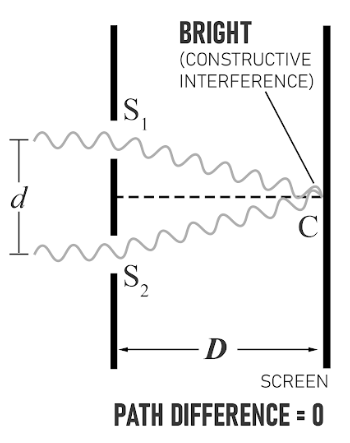 BRIGHT
(CONSTRUCTIVE
INTERFERENCE)
S1
d
C
S2
D
SCREEN
PATH DIFFERENCE = 0